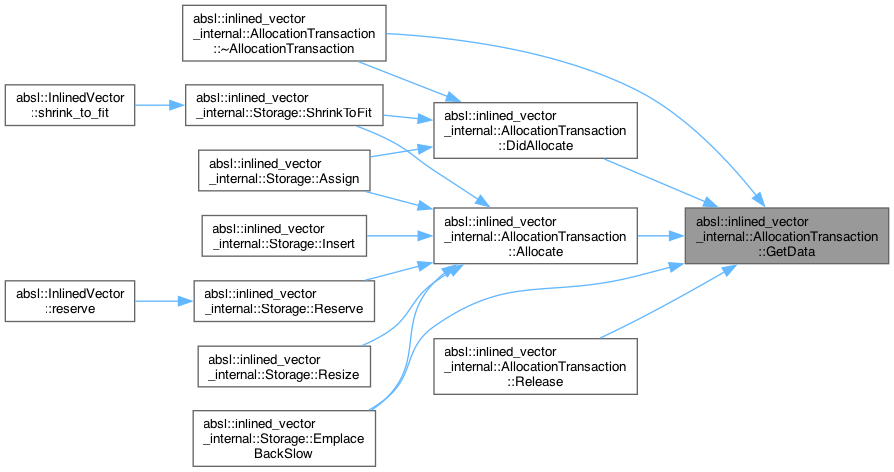 absl::inlined_vector
_internal::AllocationTransaction
::~AllocationTransaction
absl::InlinedVector
::shrink_to_fit
absl::inlined_vector
_internal::Storage::ShrinkToFit
absl::inlined_vector
_internal::AllocationTransaction
::DidAllocate
absl::inlined_vector
_internal::Storage::Assign
absl::inlined_vector
_internal::Storage::Insert
absl::inlined_vector
_internal::AllocationTransaction
::Allocate
absl::inlined_vector
_internal::AllocationTransaction
::GetData
absl::InlinedVector
::reserve
absl::inlined_vector
_internal::Storage::Reserve
absl::inlined_vector
_internal::Storage::Resize
absl::inlined_vector
_internal::AllocationTransaction
::Release
absl::inlined_vector
_internal::Storage::Emplace
BackSlow